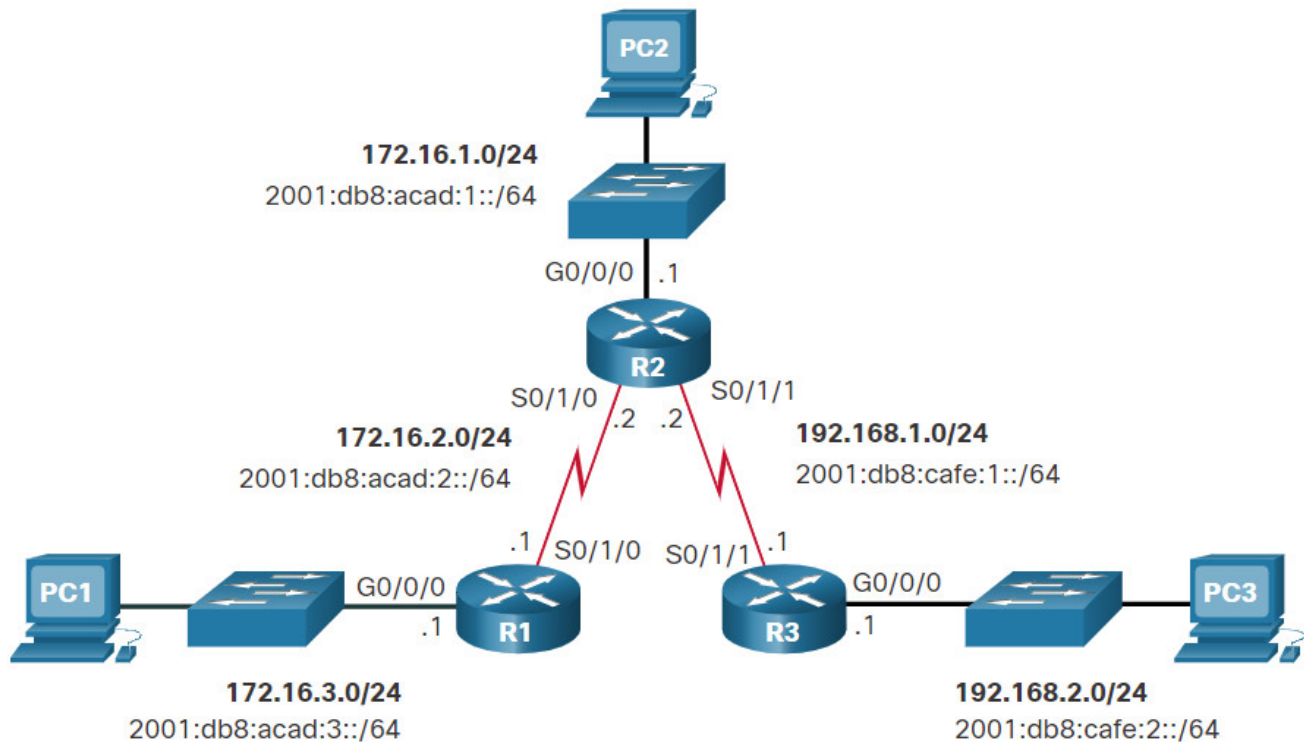 PC2
172.16.1.0/24
2001:db8:acad:1::/64
G0/0/0 .1
R2
S0/1/0 S0/1/1
.2 .2
172.16.2.0/24 192.168.1.0/24
2001:db8:acad:2::/64 2001:db8:cafe:1::/64
.1 S0/1/0 S0/1/1 .1
PC1 G0/0/0 G0/0/0 PC3
.1 R1 R3 .1
172.16.3.0/24 192.168.2.0/24
2001:db8:acad:3::/64 2001:db8:cafe:2::/64